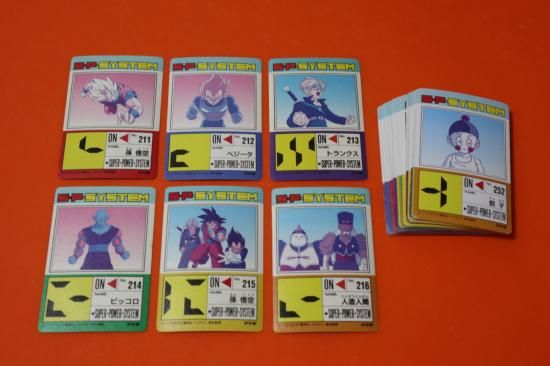 S·P·SYSTEM
ON 211
NAME
孫 悟空
SUPER·POWER·SYSTEM
S·P·SYSTEM
ON 212
NAME
ベジータ
SUPER·POWER·SYSTEM
S·P·SYSTEM
ON 213
NAME
トランクス
SUPER·POWER·SYSTEM
S·P·SYSTEM
ON 252
NAME
餃子
SUPER·POWER·SYSTEM
S·P·SYSTEM
ON 214
NAME
ピッコロ
SUPER·POWER·SYSTEM
S·P·SYSTEM
ON 215
NAME
孫 悟空
SUPER·POWER·SYSTEM
S·P·SYSTEM
ON 216
NAME
人造人間
SUPER·POWER·SYSTEM